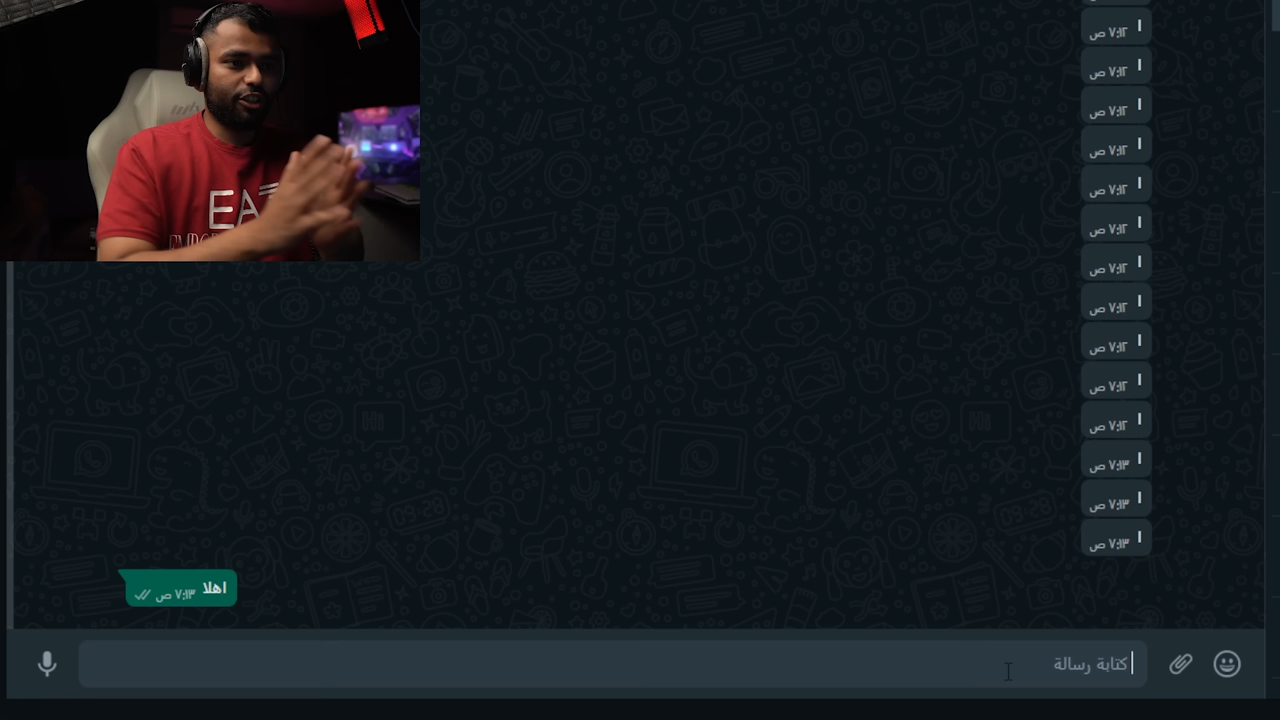 EA
ا ٧:١٢ ص
ا ٧:١٢ ص
ا ٧:١٢ ص
ا ٧:١٢ ص
ا ٧:١٢ ص
ا ٧:١٢ ص
ا ٧:١٢ ص
ا ٧:١٢ ص
ا ٧:١٢ ص
ا ٧:١٢ ص
ا ٧:١٢ ص
ا ٧:١٣ ص
ا ٧:١٣ ص
ا ٧:١٣ ص
اهلا ٧:١٣ ص
كتابة رسالة